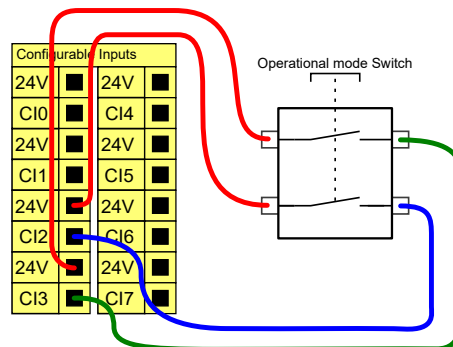 Configurable Inputs
24V 24V
CI0 CI4
24V 24V
CI1 CI5
24V 24V
CI2 CI6
24V 24V
CI3 CI7
Operational mode Switch